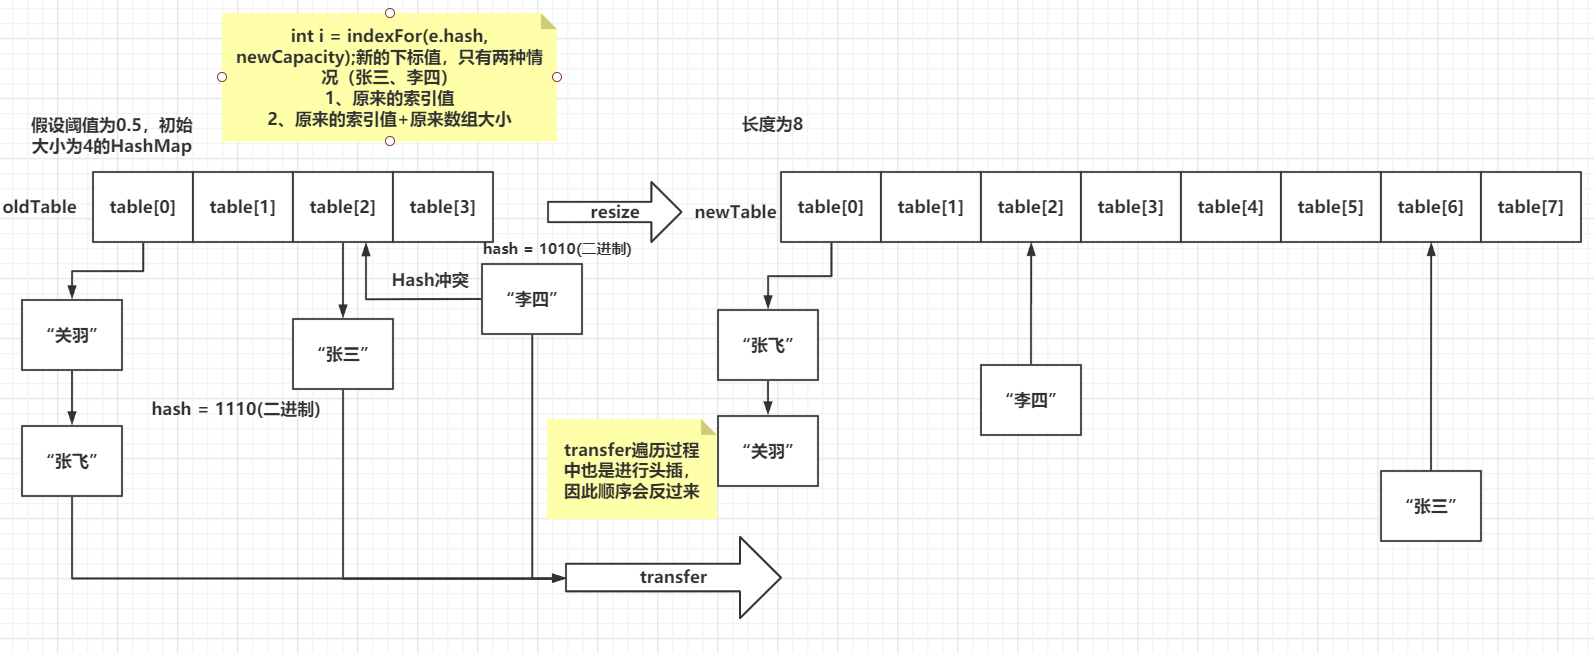 int i = indexFor(e.hash,
newCapacity);新的下标值，只有两种情
况（张三、李四）
1、原来的索引值
2、原来的索引值+原来数组大小
假设阈值为0.5，初始
大小为4的HashMap
长度为8
oldTable
table[0]
table[1]
table[2]
table[3]
resize
newTable
table[0]
table[1]
table[2]
table[3]
table[4]
table[5]
table[6]
table[7]
hash = 1010(二进制)
Hash冲突
“李四”
“关羽”
“张三”
hash = 1110(二进制)
“张飞”
“张飞”
“关羽”
“李四”
“张三”
transfer遍历过程
中也是进行头插，
因此顺序会反过来
transfer